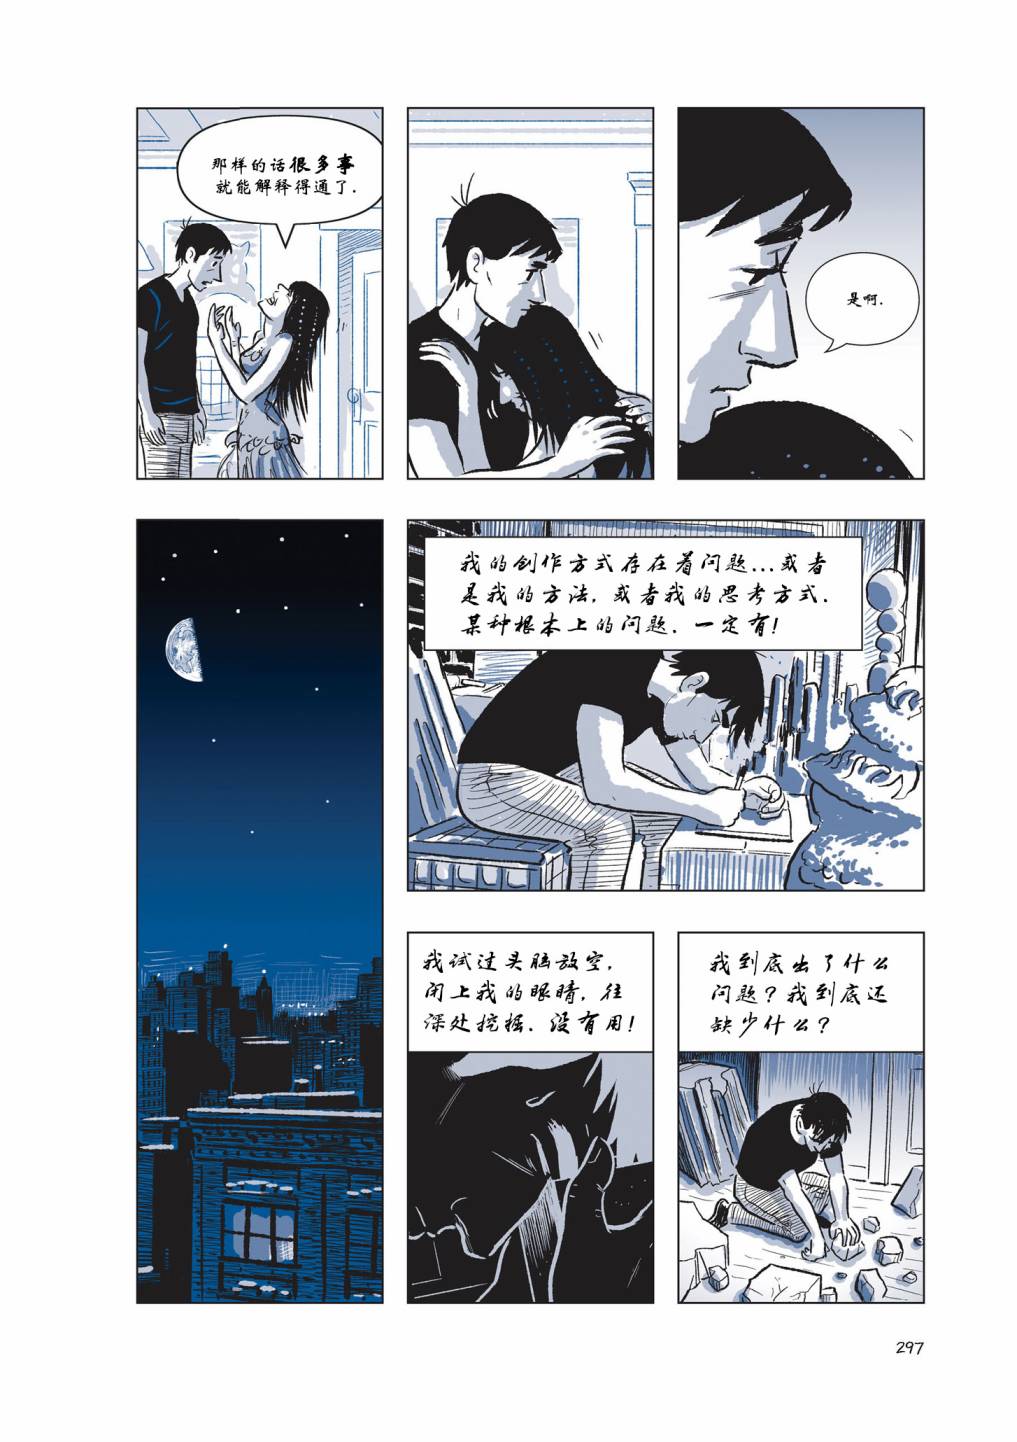 那样的话很多事
就能解释得通了.
是啊.
我的创作方式存在着问题...或者
是我的方法,或者我的思考方式.
某种根本上的问题.一定有!
我试过头脑放空,
闭上我的眼睛,往
深处挖掘.没有用!
我到底出了什么
问题?我到底还
缺少什么?
297